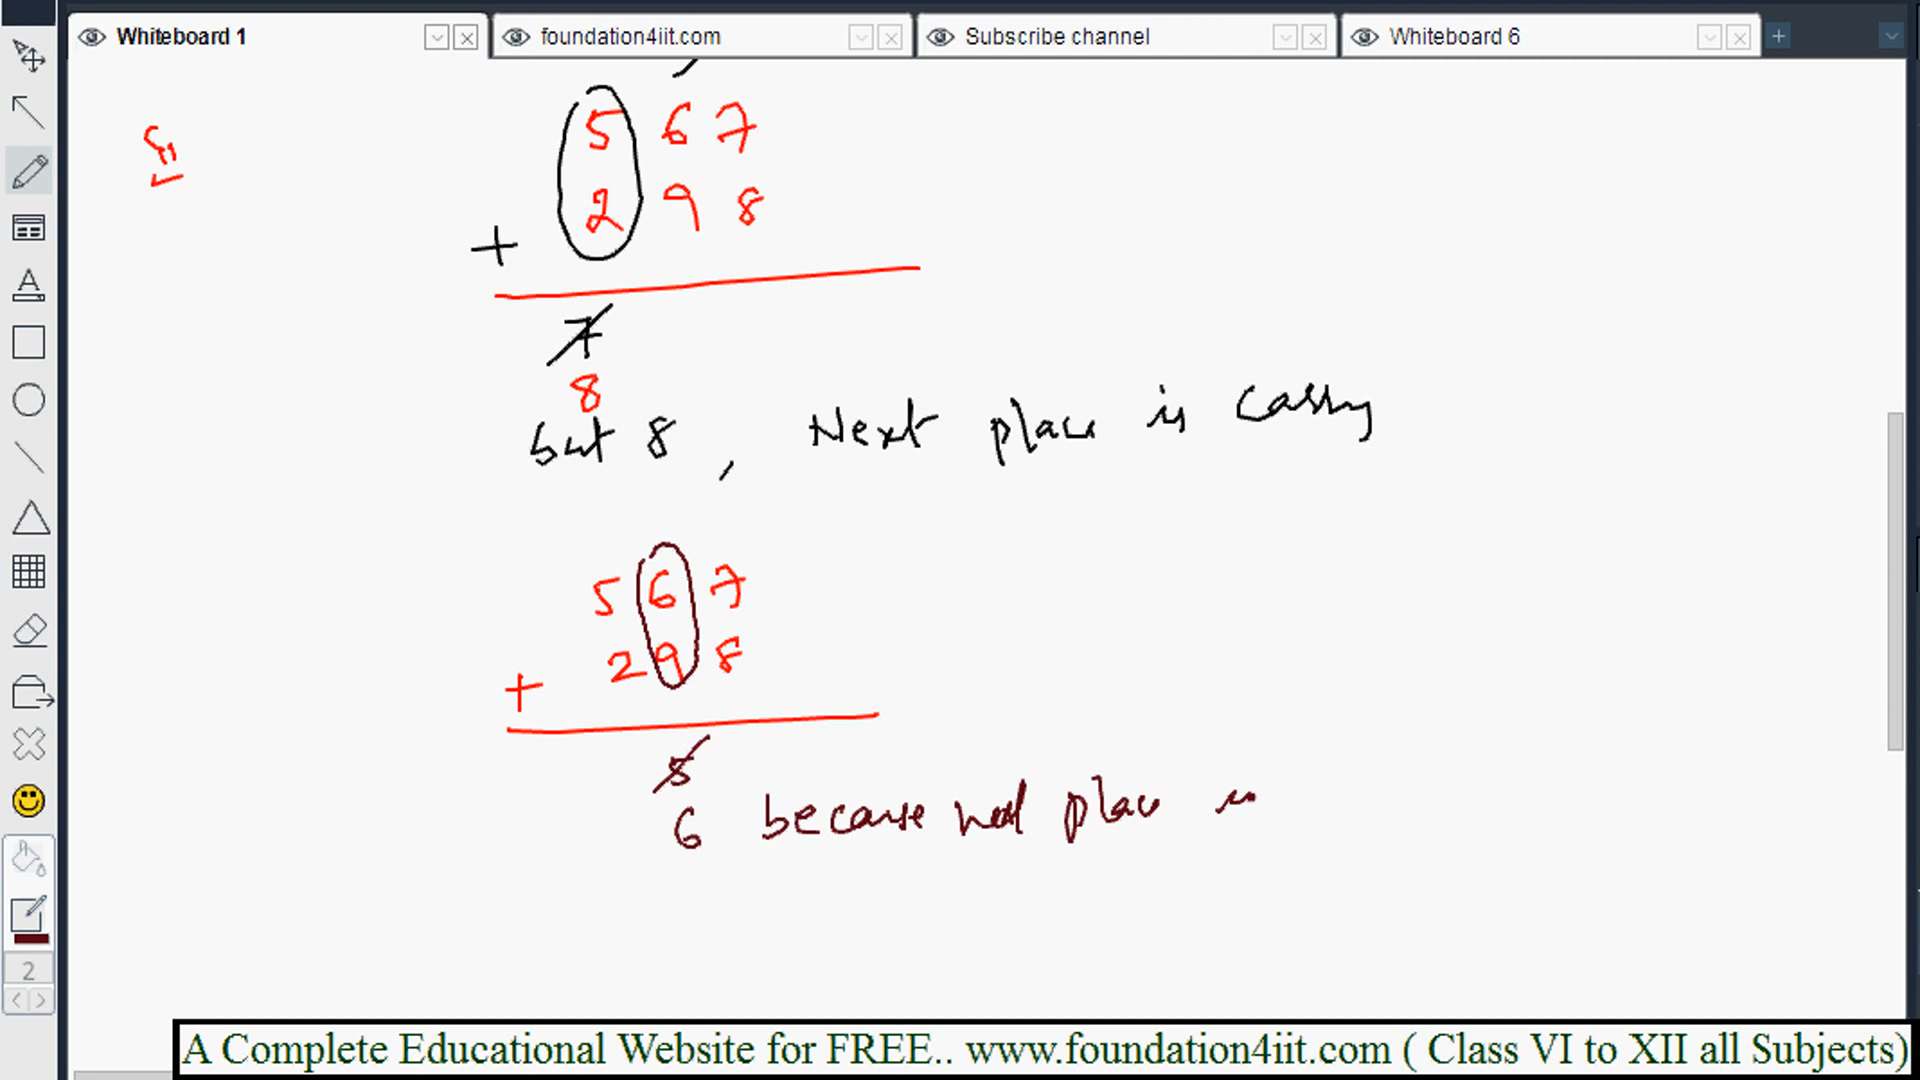 Whiteboard 1 foundation4iit.com Subscribe channel Whiteboard 6
5 6 7
+ 2 9 8
7
8
but 8, Next place is carry
5 6 7
+ 2 9 8
5
6 because next place is
2
A Complete Educational Website for FREE.. www.foundation4iit.com ( Class VI to XII all Subjects)